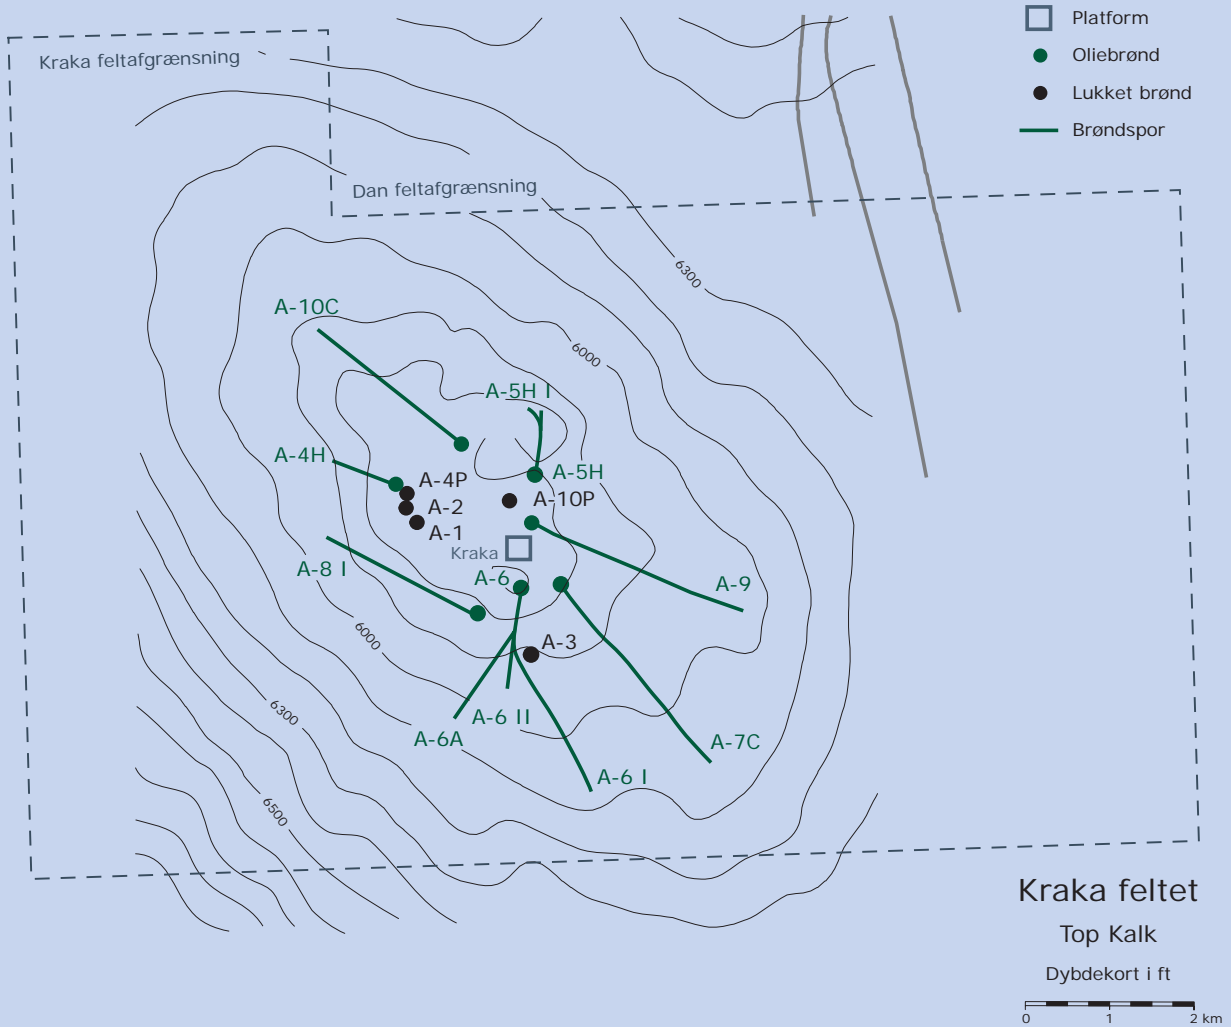 Platform
Kraka feltafgrænsning
Oliebrønd
Lukket brønd
Brøndspor
Dan feltafgrænsning
6300
A-10C
6000
A-5H I
A-4H
A-5H
A-4P
A-10P
A-2
A-1
Kraka
A-8 I
A-6
A-9
6000
A-3
6300
A-6 II
A-6A
A-7C
A-6 I
6500
Kraka feltet
Top Kalk
Dybdekort i ft
0 1 2 km